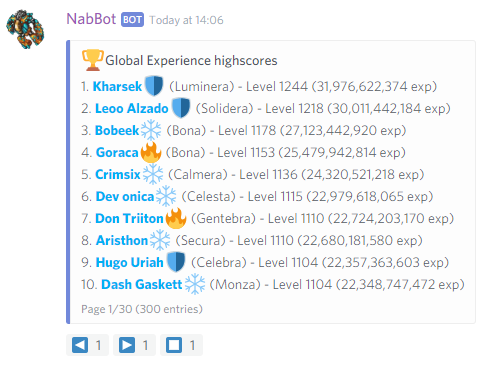 NabBot BOT Today at 14:06
Global Experience highscores
1. Kharsek (Luminera) - Level 1244 (31,976,622,374 exp)
2. Leoo Alzado (Solidera) - Level 1218 (30,011,442,184 exp)
3. Bobeek (Bona) - Level 1178 (27,123,442,920 exp)
4. Goraca (Bona) - Level 1153 (25,479,942,814 exp)
5. Crimsix (Calmera) - Level 1136 (24,320,521,218 exp)
6. Dev onica (Celesta) - Level 1115 (22,979,618,065 exp)
7. Don Triiton (Gentebra) - Level 1110 (22,724,203,170 exp)
8. Aristhon (Secura) - Level 1110 (22,680,181,580 exp)
9. Hugo Uriah (Celebra) - Level 1104 (22,357,363,603 exp)
10. Dash Gaskett (Monza) - Level 1104 (22,348,747,472 exp)
Page 1/30 (300 entries)
1 1 1